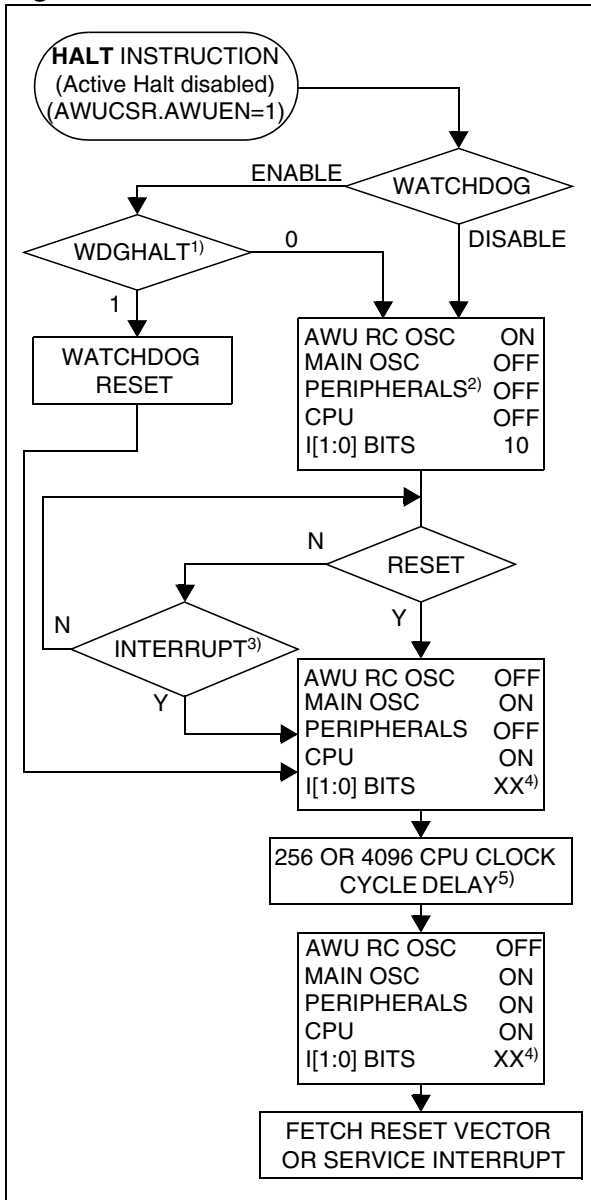 HALT INSTRUCTION
(Active Halt disabled)
(AWUCSR.AWUEN=1)
WATCHDOG
ENABLE
DISABLE
WDGHALT1)
0
1
WATCHDOG
RESET
AWU RC OSC ON
MAIN OSC OFF
PERIPHERALS2) OFF
CPU OFF
I[1:0] BITS 10
RESET
N
Y
INTERRUPT3)
N
Y
AWU RC OSC OFF
MAIN OSC ON
PERIPHERALS OFF
CPU ON
I[1:0] BITS XX4)
256 OR 4096 CPU CLOCK
CYCLE DELAY5)
AWU RC OSC OFF
MAIN OSC ON
PERIPHERALS ON
CPU ON
I[1:0] BITS XX4)
FETCH RESET VECTOR
OR SERVICE INTERRUPT